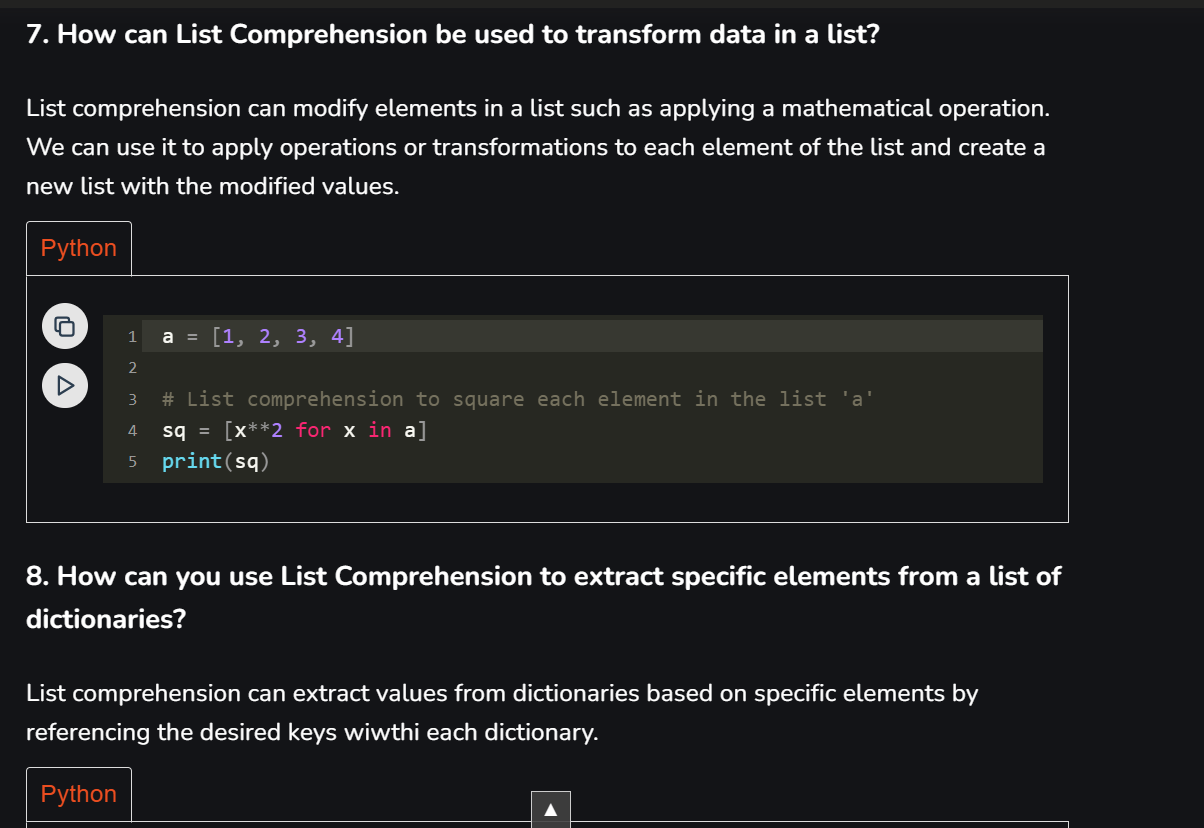 7. How can List Comprehension be used to transform data in a list?
List comprehension can modify elements in a list such as applying a mathematical operation.
We can use it to apply operations or transformations to each element of the list and create a
new list with the modified values.
Python
1 a = [1, 2, 3, 4]
2
3 # List comprehension to square each element in the list 'a'
4 sq = [x**2 for x in a]
5 print(sq)
8. How can you use List Comprehension to extract specific elements from a list of
dictionaries?
List comprehension can extract values from dictionaries based on specific elements by
referencing the desired keys wiwthi each dictionary.
Python